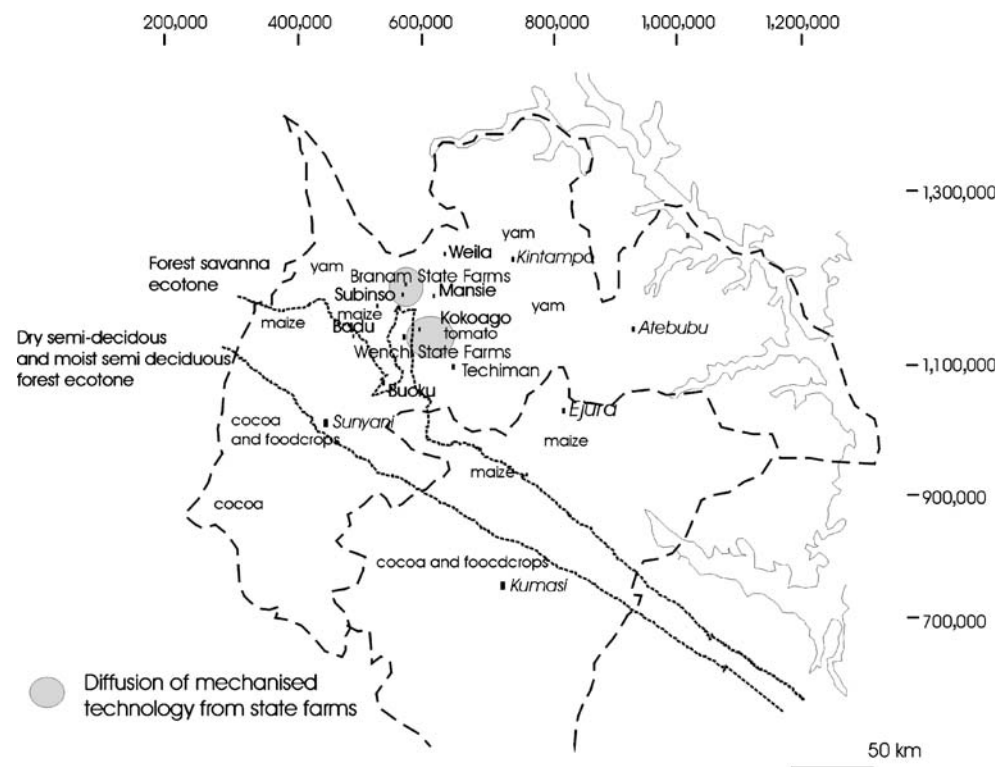 200,000
400,000
600,000
800,000
1,000,000
1,200,000
1,300,000
yam
Weila
Kintampo
Forest savanna
ecotone
yam
Branam State Farms
Subinso
Mansie
maize
yam
maize
Badu
Kokoago
tomato
Atebubu
Dry semi-decidous
and moist semi deciduous
forest ecotone
Wenchi State Farms
Techiman
1,100,000
Buoku
Ejura
cocoa
and foodcrops
Sunyani
maize
maize
900,000
cocoa
cocoa and foocdcrops
Kumasi
700,000
Diffusion of mechanised
technology from state farms
50 km